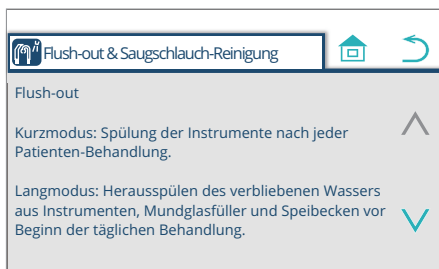 Flush-out & Saugschlauch-Reinigung
Flush-out
Kurzmodus: Spülung der Instrumente nach jeder
Patienten-Behandlung.
Langmodus: Herausspülen des verbliebenen Wassers
aus Instrumenten, Mundglasfüller und Speibecken vor
Beginn der täglichen Behandlung.